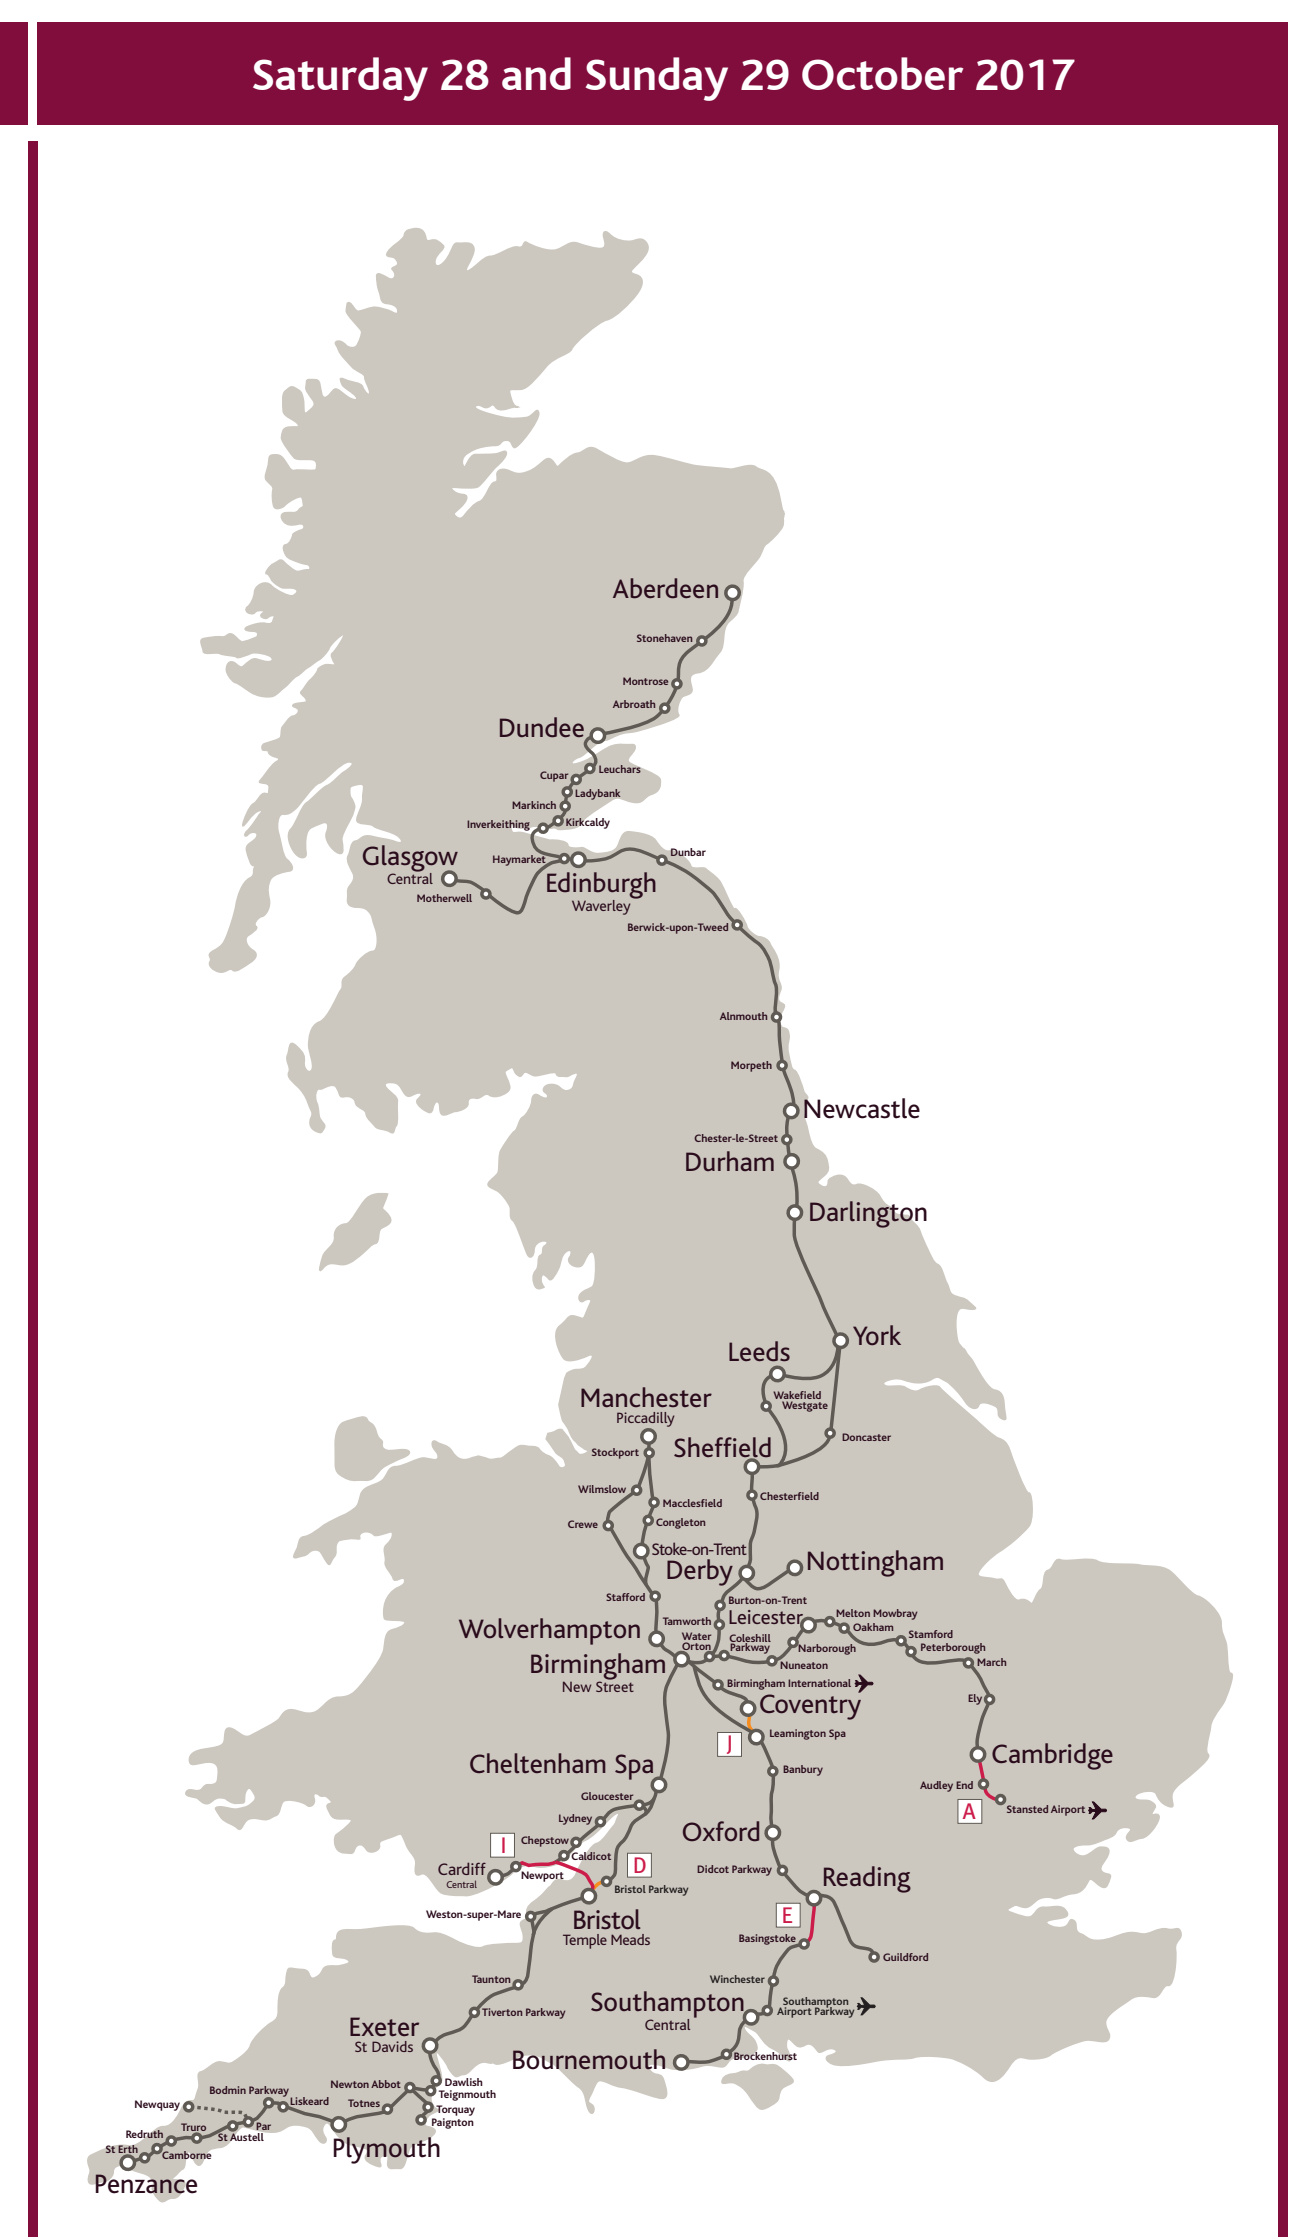 Saturday 28 and Sunday 29 October 2017
Aberdeen
Stonehaven
Montrose
Arbroath
Dundee
Leuchars
Cupar
Ladybank
Markinch
Kirkcaldy
Inverkeithing
Dunbar
Glasgow
Central
Haymarket
Edinburgh
Waverley
Motherwell
Berwick-upon-Tweed
Alnmouth
Morpeth
Newcastle
Chester-le-Street
Durham
Darlington
York
Leeds
Wakefield
Westgate
Manchester
Piccadilly
Doncaster
Sheffield
Stockport
Wilmslow
Chesterfield
Macclesfield
Congleton
Crewe
Stoke-on-Trent
Derby
Nottingham
Stafford
Burton-on-Trent
Tamworth
Leicester
Melton Mowbray
Oakham
Stamford
Peterborough
Wolverhampton
Water
Orton
Coleshill
Parkway
Narborough
Nuneaton
March
Birmingham
New Street
Birmingham International
Ely
Coventry
Leamington Spa
J
Cambridge
Cheltenham Spa
Banbury
Audley End
Gloucester
Stansted Airport
A
Lydney
Oxford
Chepstow
I
Caldicot
D
Cardiff
Central
Newport
Didcot Parkway
Reading
Bristol Parkway
Weston-super-Mare
Bristol
Temple Meads
E
Basingstoke
Guildford
Taunton
Winchester
Tiverton Parkway
Southampton
Central
Southampton
Airport Parkway
Exeter
St Davids
Bournemouth
Brockenhurst
Newton Abbot
Dawlish
Teignmouth
Bodmin Parkway
Liskeard
Totnes
Torquay
Paignton
Newquay
Par
St Austell
Truro
Redruth
Plymouth
St Erth
Camborne
Penzance